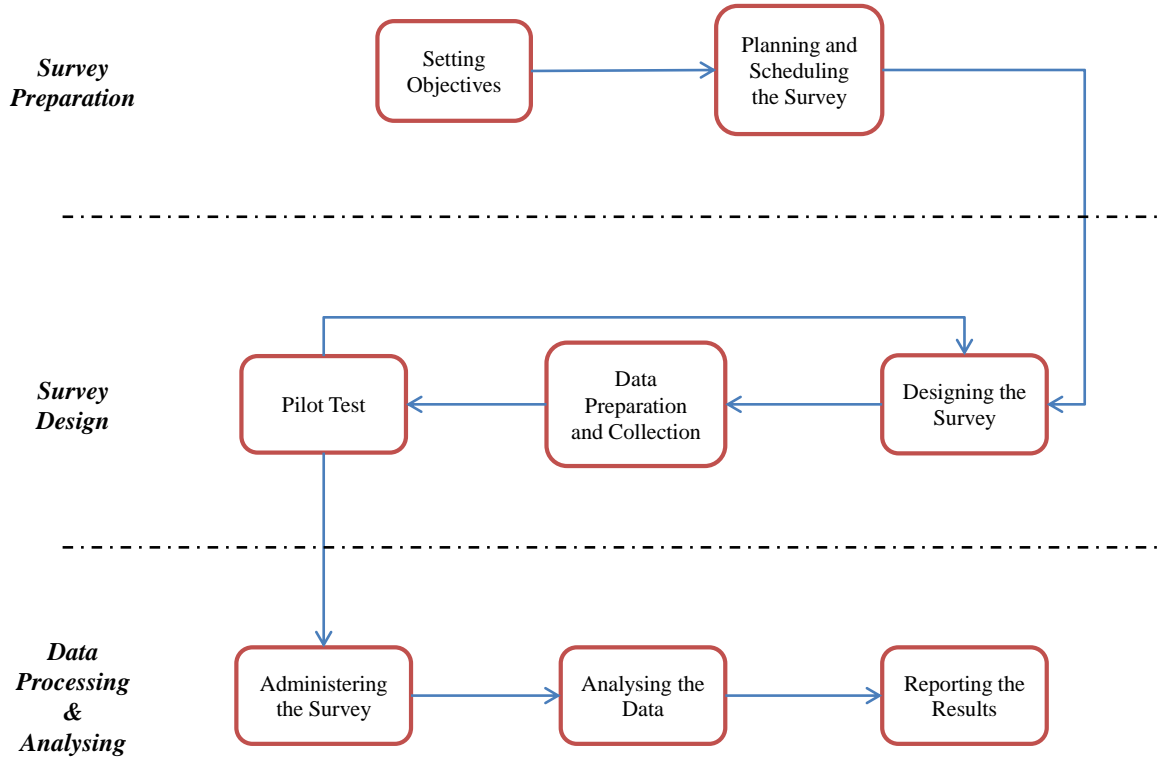 Survey
Preparation
Setting
Objectives
Planning and
Scheduling
the Survey
Survey
Design
Pilot Test
Data
Preparation
and Collection
Designing the
Survey
Data
Processing
&
Analysing
Administering
the Survey
Analysing the
Data
Reporting the
Results